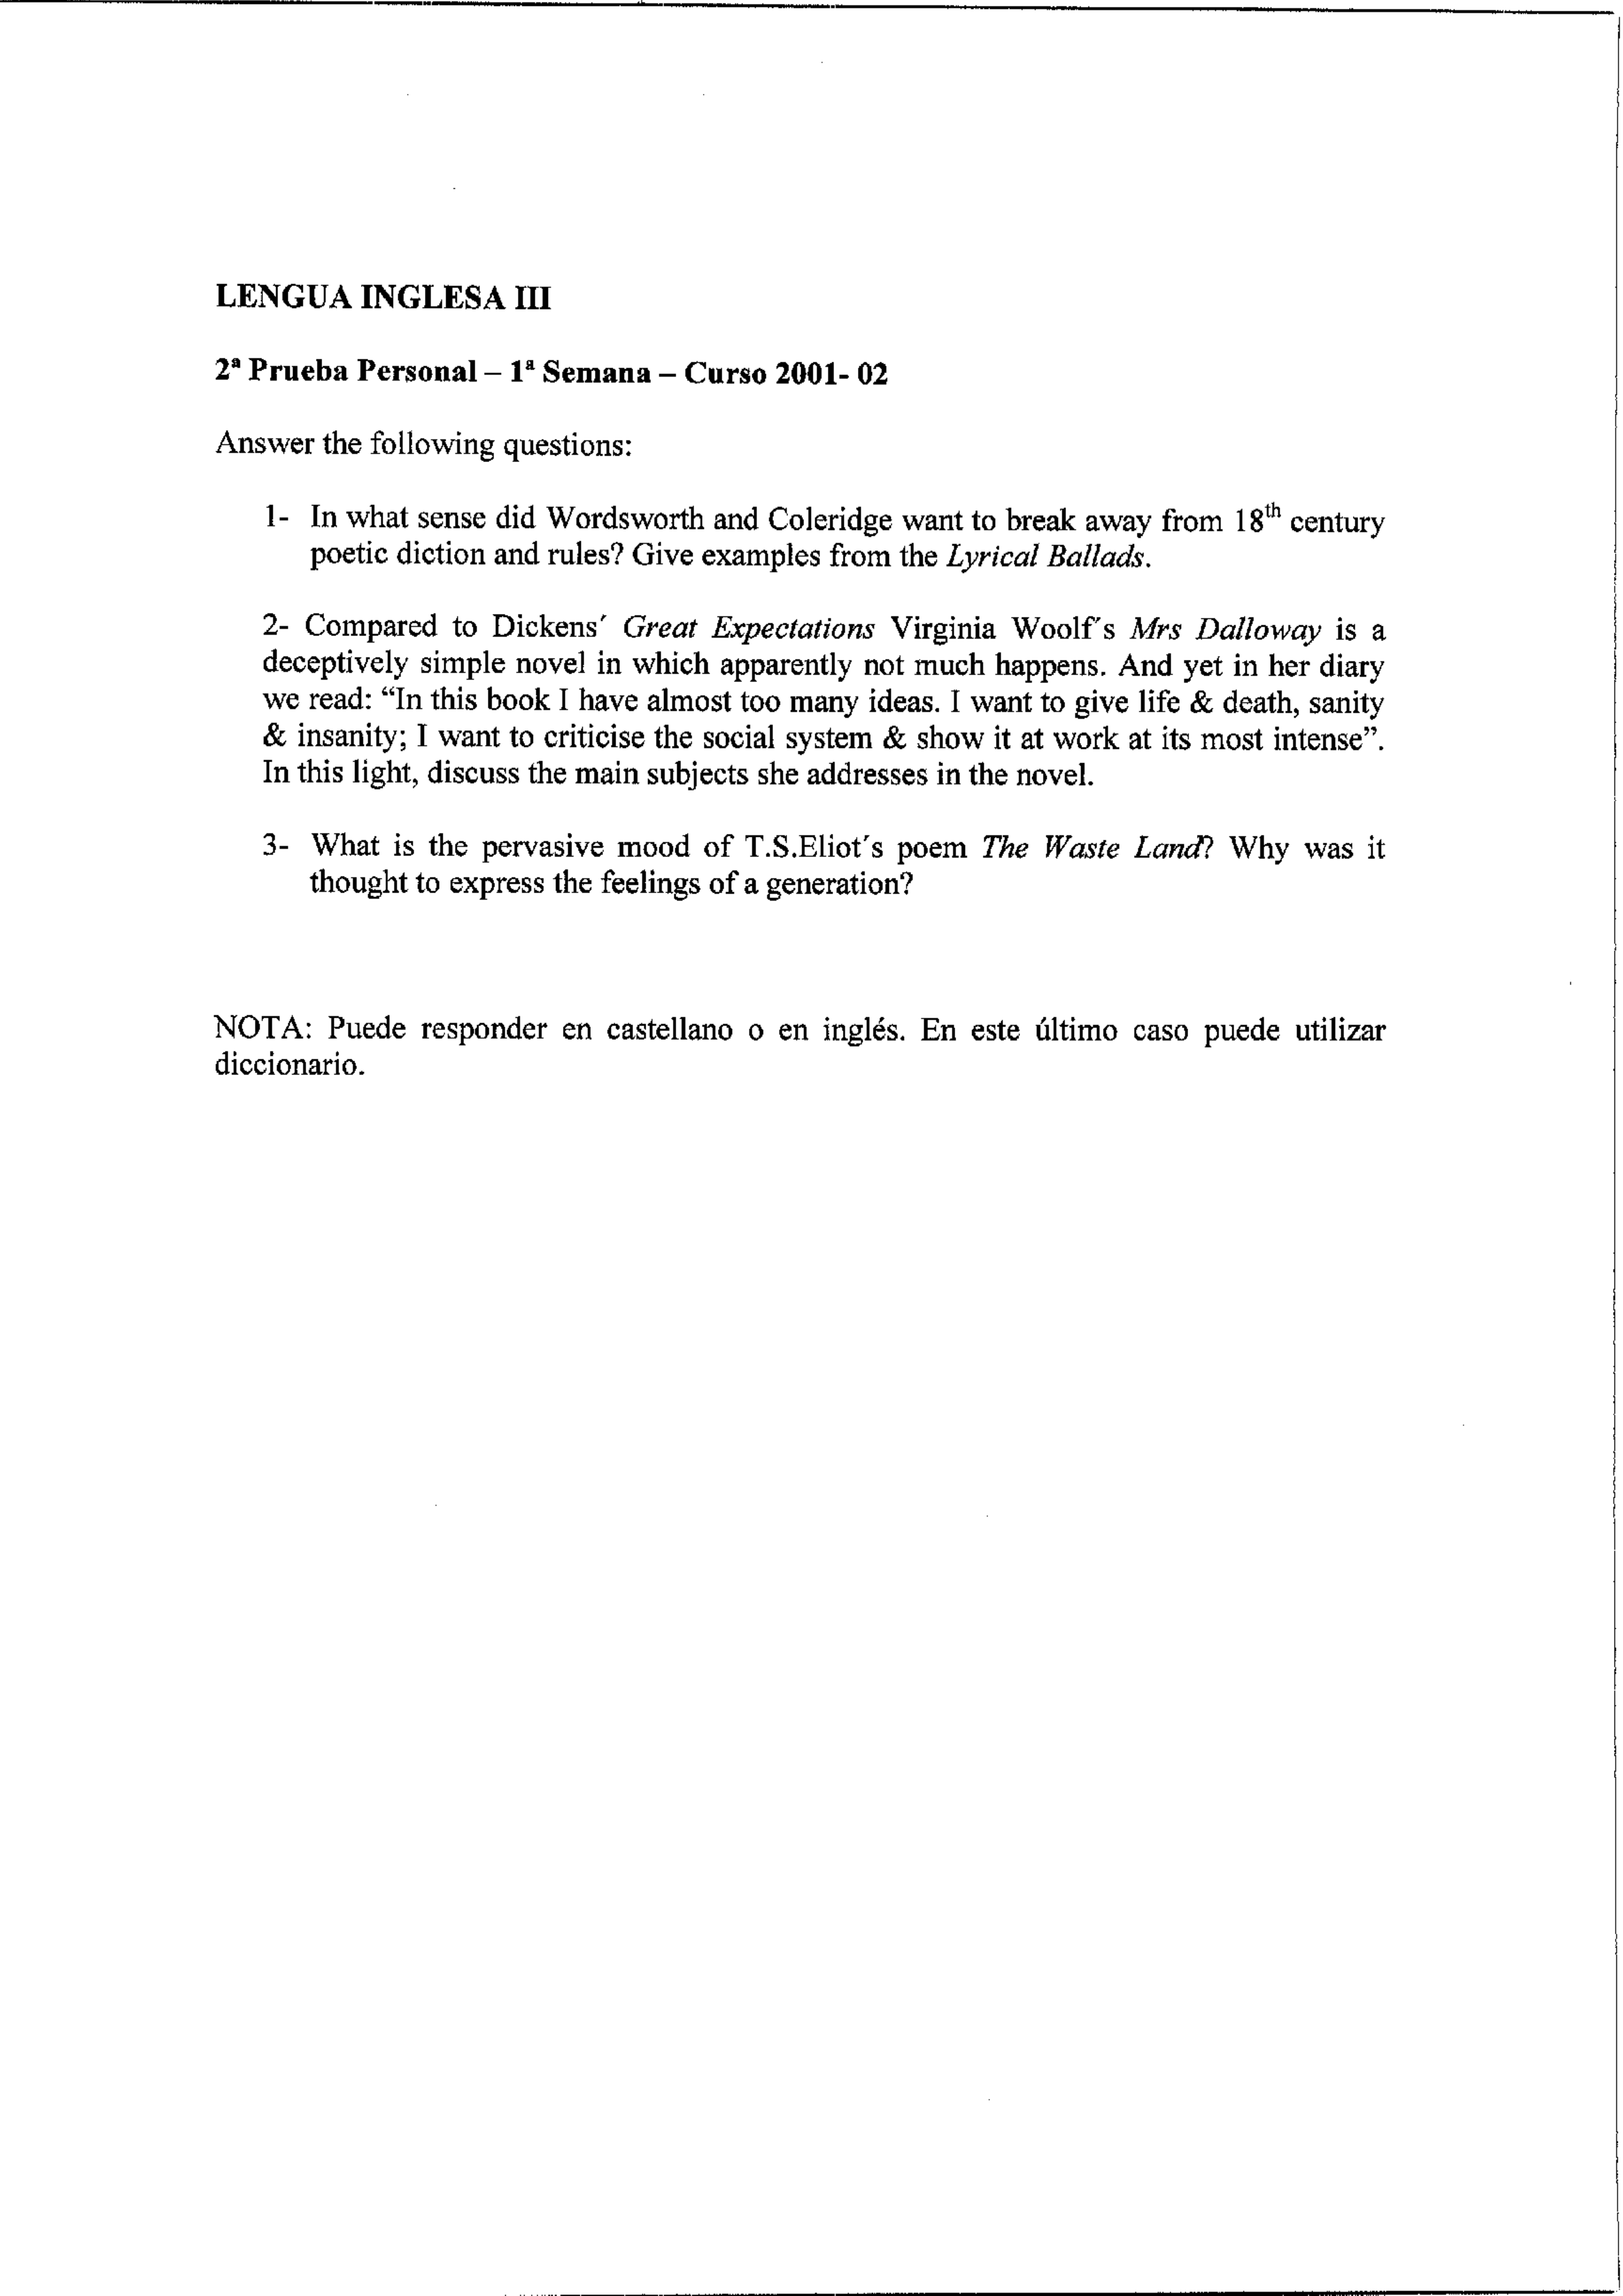 LENGUA INGLESA III
2ª Prueba Personal – 1ª Semana – Curso 2001- 02
Answer the following questions:
1- In what sense did Wordsworth and Coleridge want to break away from 18th century
poetic diction and rules? Give examples from the Lyrical Ballads.
2- Compared to Dickens´ Great Expectations Virginia Woolf's Mrs Dalloway is a
deceptively simple novel in which apparently not much happens. And yet in her diary
we read: “In this book I have almost too many ideas. I want to give life & death, sanity
& insanity; I want to criticise the social system & show it at work at its most intense”.
In this light, discuss the main subjects she addresses in the novel.
3- What is the pervasive mood of T.S.Eliot´s poem The Waste Land? Why was it
thought to express the feelings of a generation?
NOTA: Puede responder en castellano o en inglés. En este último caso puede utilizar
diccionario.